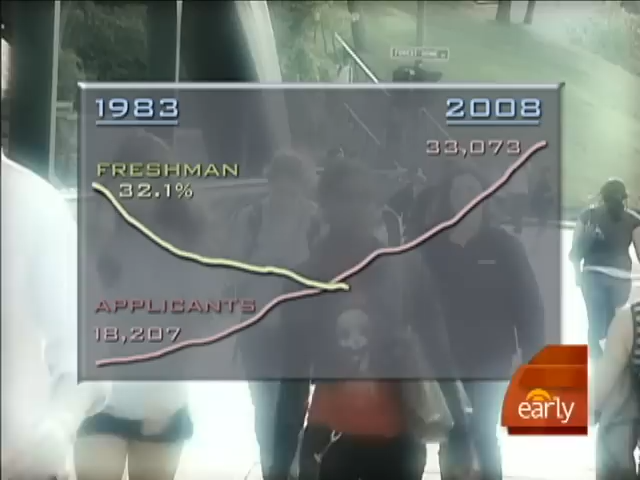 1983
2008
33,073
FRESHMAN
32.1%
APPLICANTS
18,207
early